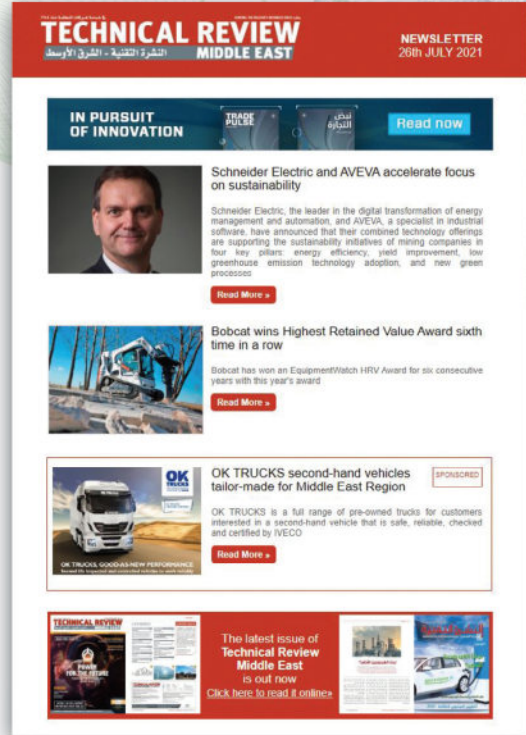 TECHNICAL REVIEW
النشرة التقنية - الشرق الأوسط MIDDLE EAST
NEWSLETTER
26th JULY 2021
IN PURSUIT
OF INNOVATION
TRADE
PULSE
نبض
التجارة
Read now
Schneider Electric and AVEVA accelerate focus
on sustainability
Schneider Electric, the leader in the digital transformation of energy
management and automation, and AVEVA, a specialist in industrial
software, have announced that their combined technology offerings
are supporting the sustainability initiatives of mining companies in
four key pillars: energy efficiency, yield improvement, low
greenhouse emission technology adoption, and new green
processes
Read More »
Bobcat wins Highest Retained Value Award sixth
time in a row
Bobcat has won an EquipmentWatch HRV Award for six consecutive
years with this year's award
Read More »
OK
TRUCKS
OK TRUCKS, GOOD-AS-NEW PERFORMANCE
OK TRUCKS second-hand vehicles
tailor-made for Middle East Region
SPONSORED
OK TRUCKS is a full range of pre-owned trucks for customers
interested in a second-hand vehicle that is safe, reliable, checked
and certified by IVECO
Read More »
TECHNICAL REVIEW
POWER
FOR THE FUTURE
The latest issue of
Technical Review
Middle East
is out now
Click here to read it online»